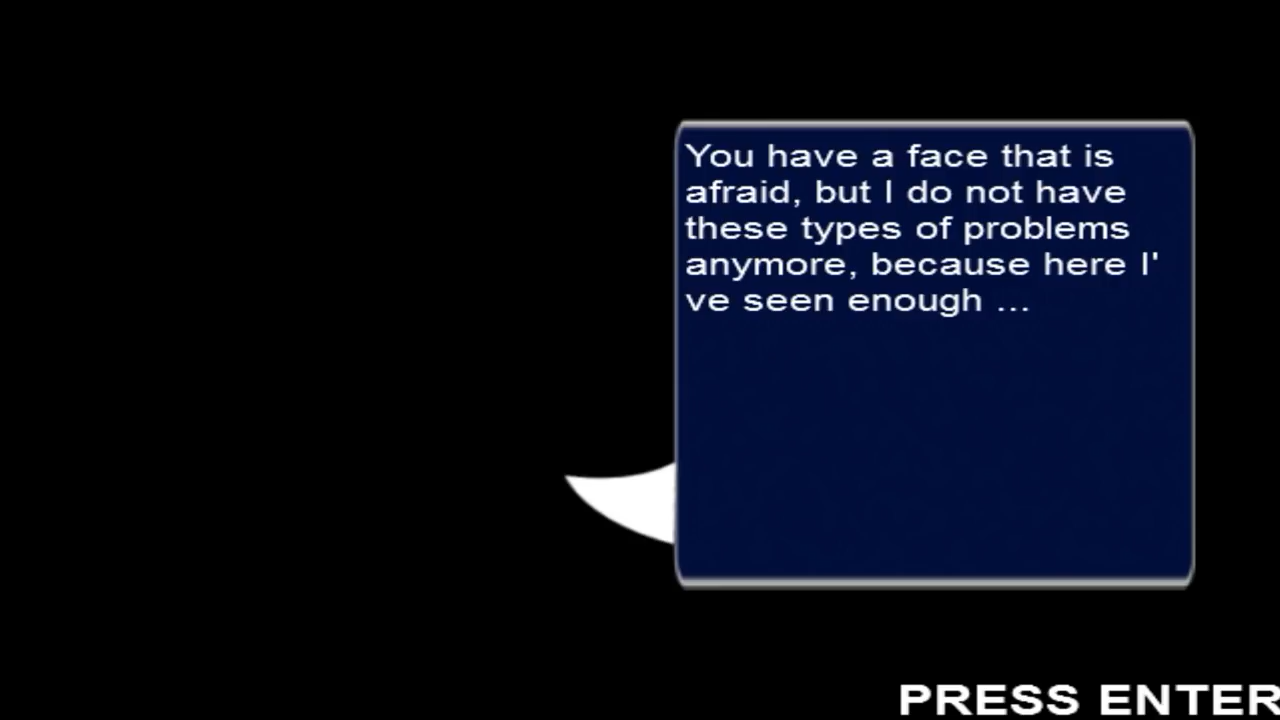 You have a face that is
afraid, but I do not have
these types of problems
anymore, because here I'
ve seen enough ...
PRESS ENTER